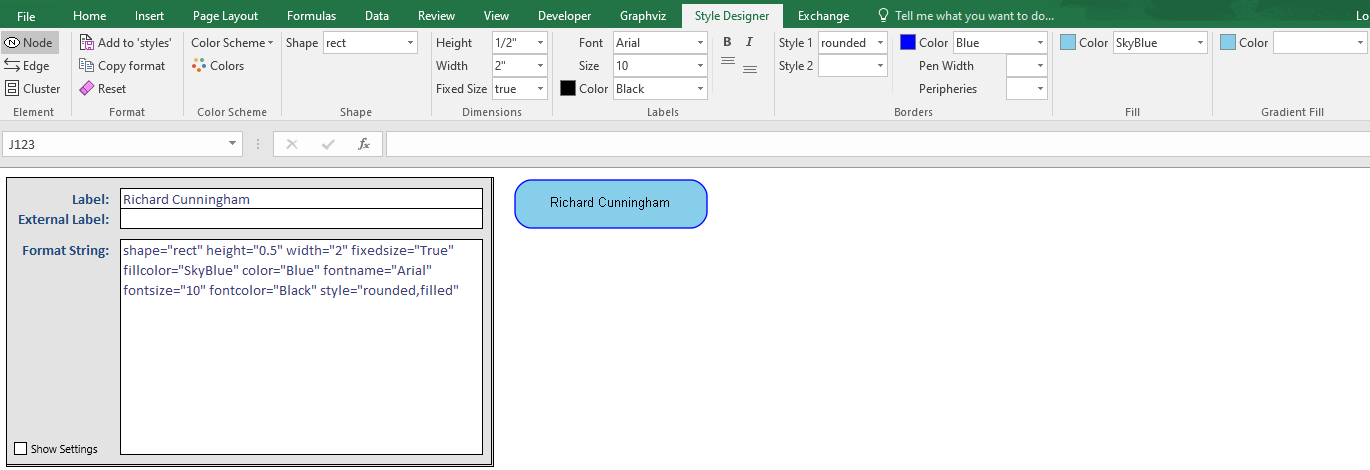 File Home Insert Page Layout Formulas Data Review View Developer Graphviz Style Designer Exchange Tell me what you want to do... Lo
Node Add to 'styles' Color Scheme Shape rect Height 1/2" Font Arial B I Style 1 rounded Color Blue Color SkyBlue Color
Edge Copy format Colors Width 2" Size 10 Style 2 Pen Width
Cluster Reset Fixed Size true Color Black Peripheries
Element Format Color Scheme Shape Dimensions Labels Borders Fill Gradient Fill
J123 fx
Label: Richard Cunningham
External Label:
Format String: shape="rect" height="0.5" width="2" fixedsize="True"
fillcolor="SkyBlue" color="Blue" fontname="Arial"
fontsize="10" fontcolor="Black" style="rounded,filled"
Show Settings
Richard Cunningham